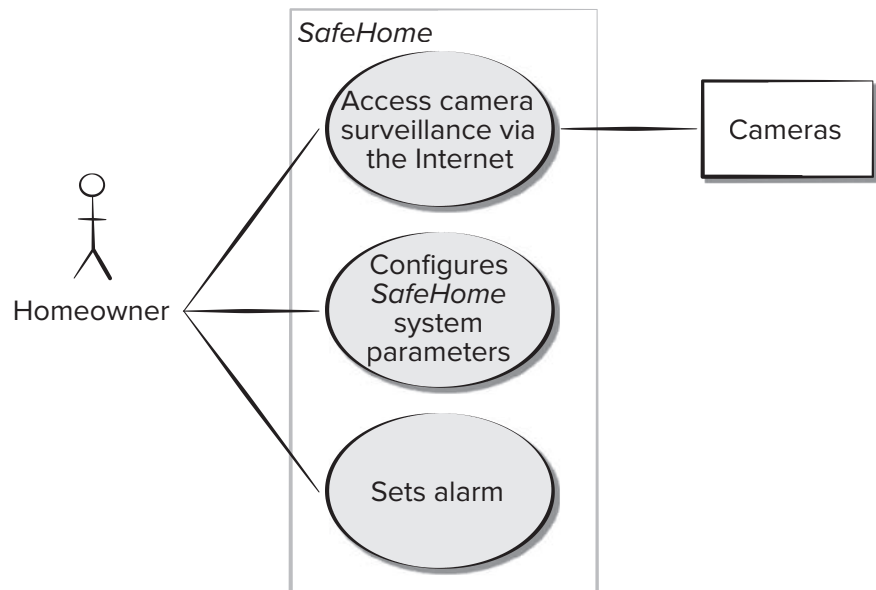 SafeHome
Access camera
surveillance via
the Internet
Cameras
Homeowner
Configures
SafeHome
system
parameters
Sets alarm